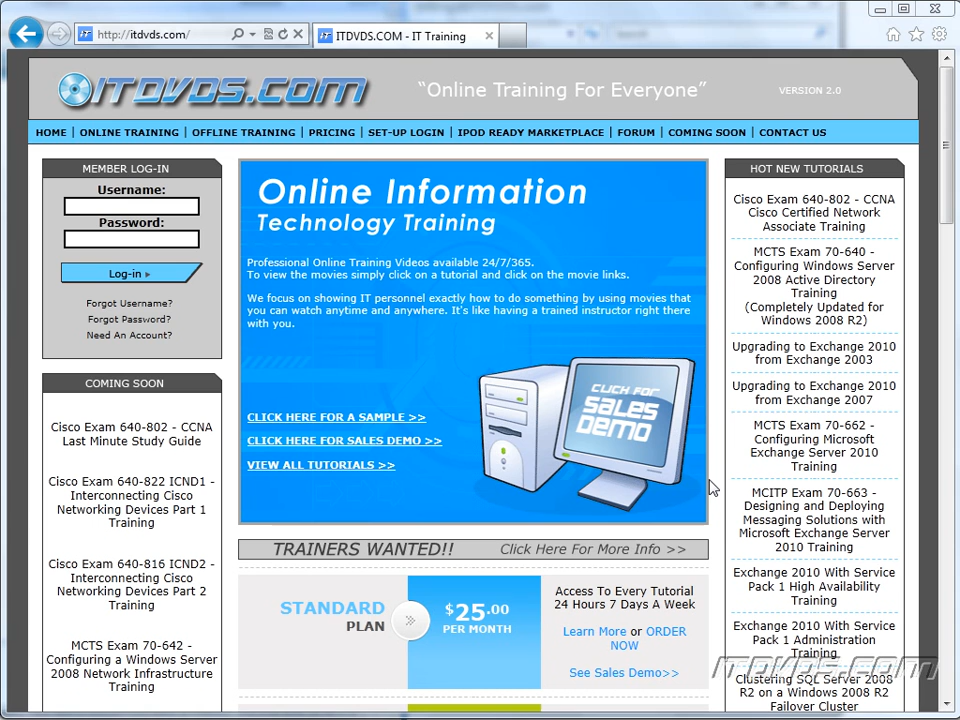 http://itdvds.com/
ITDVDS.COM - IT Training
ITDVDS.COM
“Online Training For Everyone”
VERSION 2.0
HOME | ONLINE TRAINING | OFFLINE TRAINING | PRICING | SET-UP LOGIN | IPOD READY MARKETPLACE | FORUM | COMING SOON | CONTACT US
MEMBER LOG-IN
Username:
Password:
Log-in
Forgot Username?
Forgot Password?
Need An Account?
COMING SOON
Cisco Exam 640-802 - CCNA
Last Minute Study Guide
Cisco Exam 640-822 ICND1 -
Interconnecting Cisco
Networking Devices Part 1
Training
Cisco Exam 640-816 ICND2 -
Interconnecting Cisco
Networking Devices Part 2
Training
MCTS Exam 70-642 -
Configuring a Windows Server
2008 Network Infrastructure
Training
Online Information
Technology Training
Professional Online Training Videos available 24/7/365.
To view the movies simply click on a tutorial and click on the movie links.
We focus on showing IT personnel exactly how to do something by using movies that
you can watch anytime and anywhere. It's like having a trained instructor right there
with you.
CLICK HERE FOR A SAMPLE >>
CLICK HERE FOR SALES DEMO >>
VIEW ALL TUTORIALS >>
CLICK FOR
SALES
DEMO
TRAINERS WANTED!! Click Here For More Info >>
STANDARD
PLAN
$25.00
PER MONTH
Access To Every Tutorial
24 Hours 7 Days A Week
Learn More or ORDER
NOW
See Sales Demo>>
HOT NEW TUTORIALS
Cisco Exam 640-802 - CCNA
Cisco Certified Network
Associate Training
MCTS Exam 70-640 -
Configuring Windows Server
2008 Active Directory
Training
(Completely Updated for
Windows 2008 R2)
Upgrading to Exchange 2010
from Exchange 2003
Upgrading to Exchange 2010
from Exchange 2007
MCTS Exam 70-662 -
Configuring Microsoft
Exchange Server 2010
Training
MCITP Exam 70-663 -
Designing and Deploying
Messaging Solutions with
Microsoft Exchange Server
2010 Training
Exchange 2010 With Service
Pack 1 High Availability
Training
Exchange 2010 With Service
Pack 1 Administration
Training
Clustering SQL Server 2008
R2 on a Windows 2008 R2
Failover Cluster
ITDVDS.COM